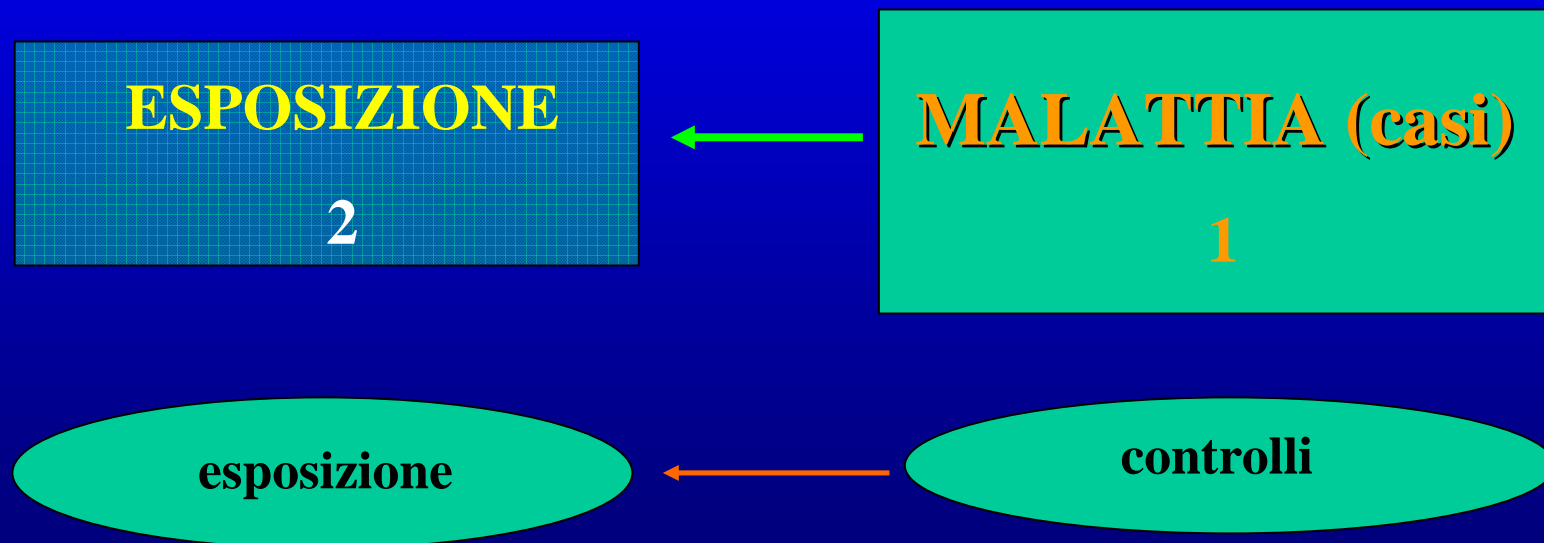 ESPOSIZIONE
2
MALATTIA (casi)
1
esposizione
controlli